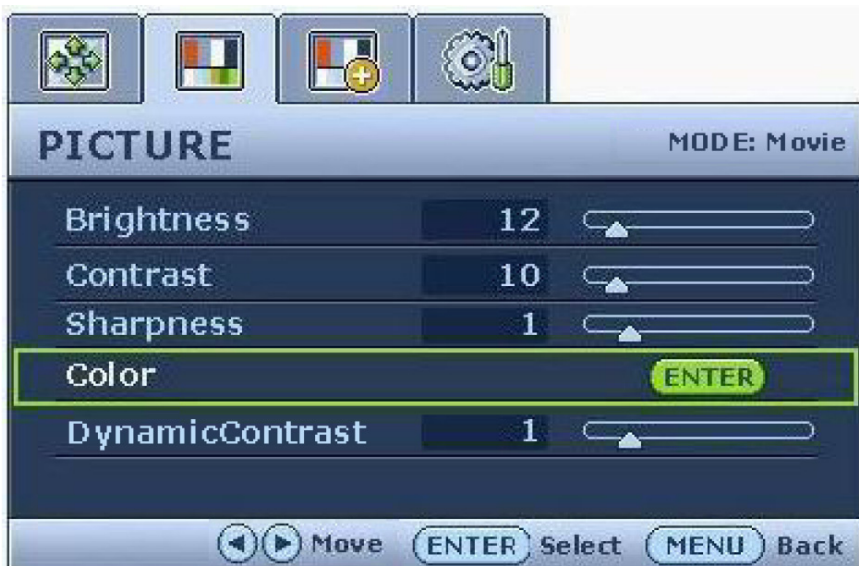 PICTURE MODE: Movie
Brightness 12
Contrast 10
Sharpness 1
Color ENTER
DynamicContrast 1
Move ENTER Select MENU Back